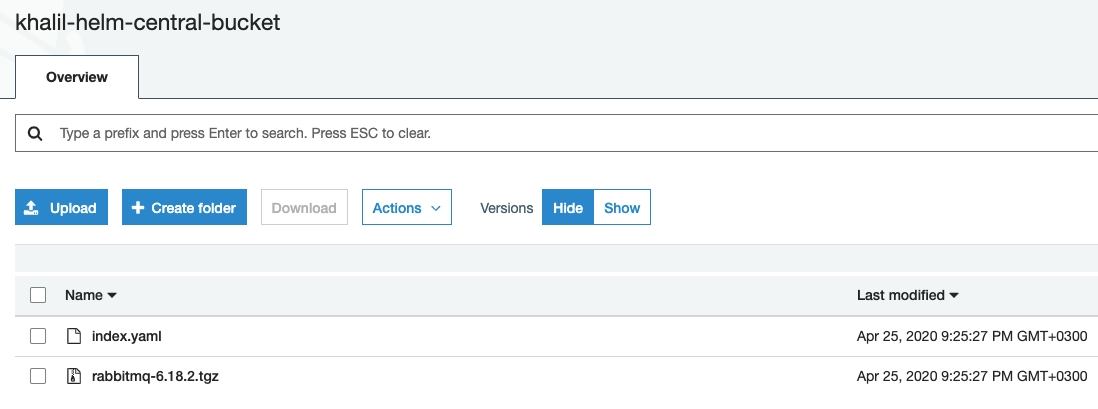 khalil-helm-central-bucket
Overview
Type a prefix and press Enter to search. Press ESC to clear.
Upload Create folder Download Actions Versions Hide Show
Name Last modified
index.yaml Apr 25, 2020 9:25:27 PM GMT+0300
rabbitmq-6.18.2.tgz Apr 25, 2020 9:25:27 PM GMT+0300